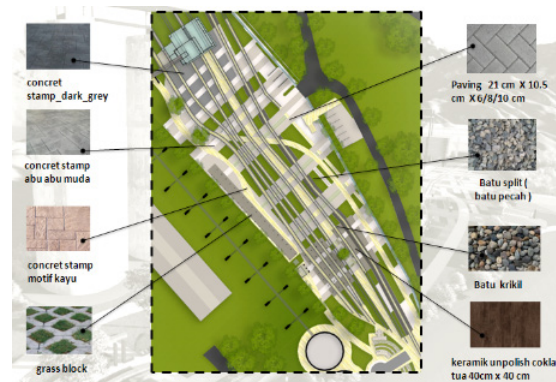 concret
stamp_dark_grey
concret stamp
abu abu muda
concret stamp
motif kayu
grass block
Paving 21 cm X 10.5
cm X 6/8/10 cm
Batu split (
batu pecah )
Batu krikil
keramik unpolish cokla
tua 40cm x 40 cm